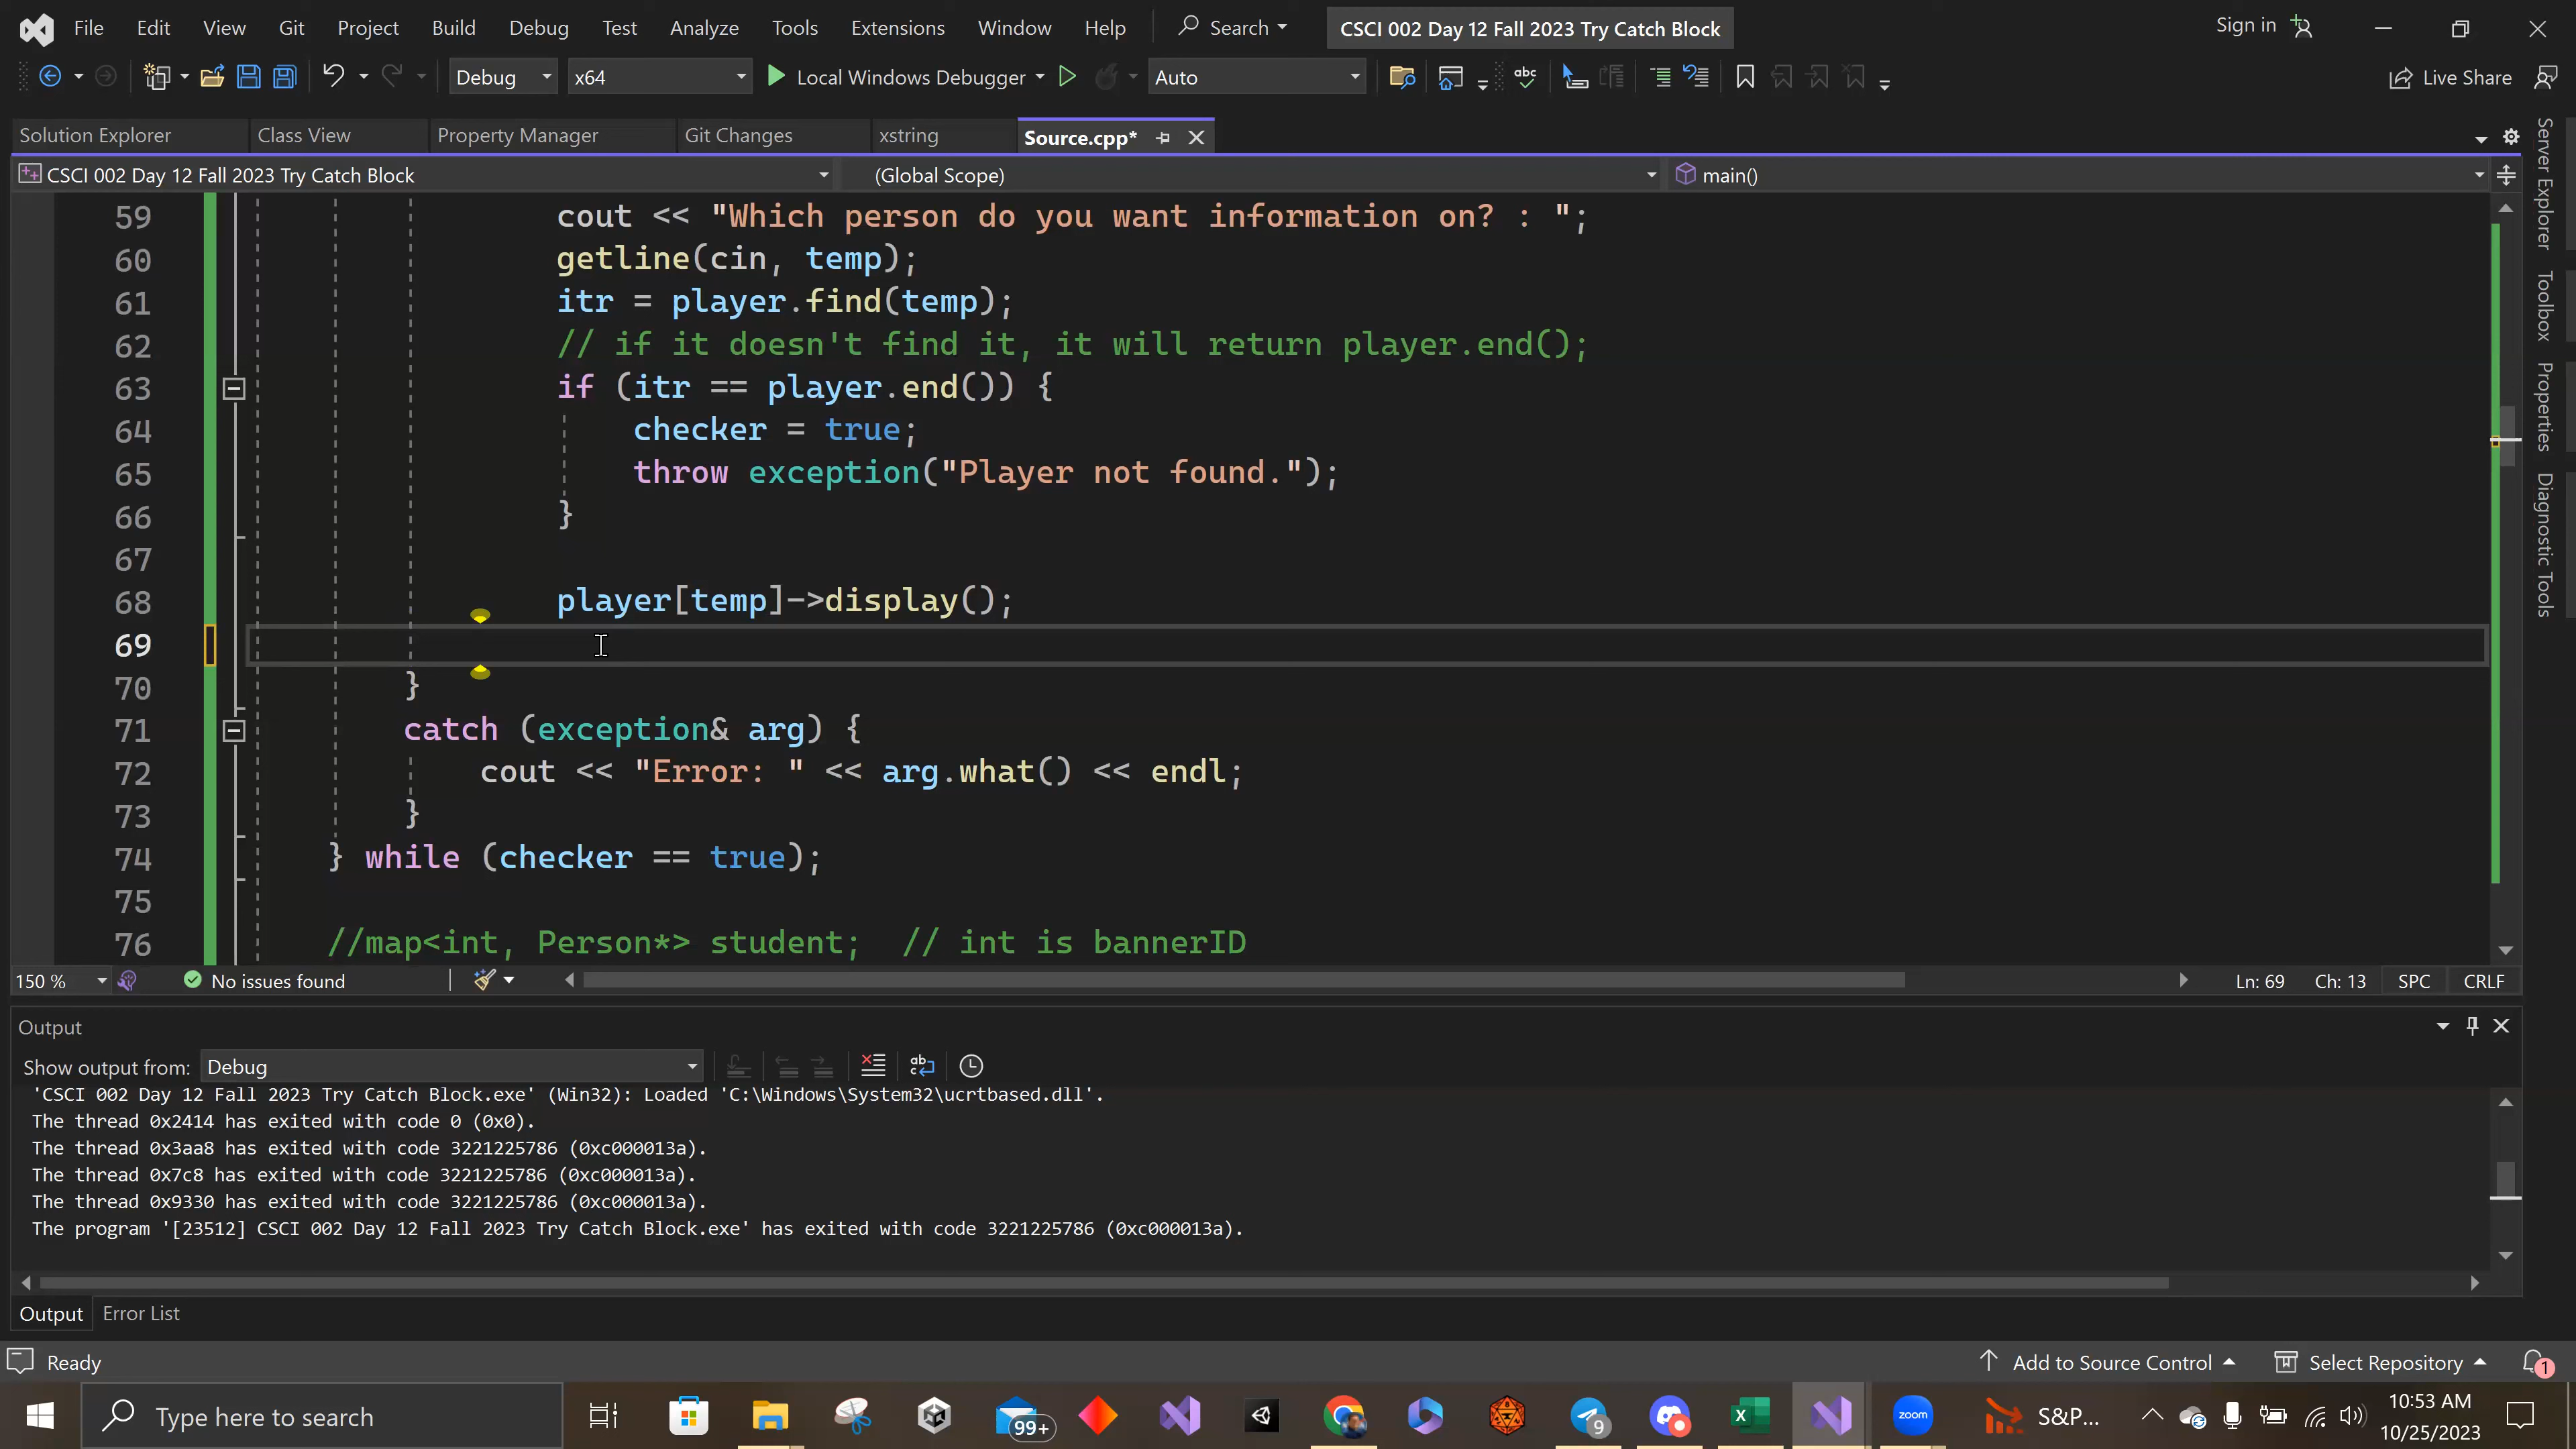 File Edit View Git Project Build Debug Test Analyze Tools Extensions Window Help Search CSCI 002 Day 12 Fall 2023 Try Catch Block Sign in
Debug x64 Local Windows Debugger Auto Live Share
Solution Explorer Class View Property Manager Git Changes xstring Source.cpp*
CSCI 002 Day 12 Fall 2023 Try Catch Block (Global Scope) main()
59 cout << "Which person do you want information on? : ";
60 getline(cin, temp);
61 itr = player.find(temp);
62 // if it doesn't find it, it will return player.end();
63 if (itr == player.end()) {
64 checker = true;
65 throw exception("Player not found.");
66 }
67
68 player[temp]->display();
69
70 }
71 catch (exception& arg) {
72 cout << "Error: " << arg.what() << endl;
73 }
74 } while (checker == true);
75
76 //map<int, Person*> student; // int is bannerID
Server Explorer
Toolbox
Properties
Diagnostic Tools
150 % No issues found Ln: 69 Ch: 13 SPC CRLF
Output
Show output from: Debug
'CSCI 002 Day 12 Fall 2023 Try Catch Block.exe' (Win32): Loaded 'C:\Windows\System32\ucrtbased.dll'.
The thread 0x2414 has exited with code 0 (0x0).
The thread 0x3aa8 has exited with code 3221225786 (0xc000013a).
The thread 0x7c8 has exited with code 3221225786 (0xc000013a).
The thread 0x9330 has exited with code 3221225786 (0xc000013a).
The program '[23512] CSCI 002 Day 12 Fall 2023 Try Catch Block.exe' has exited with code 3221225786 (0xc000013a).
Output Error List
Ready Add to Source Control Select Repository 1
Type here to search 99+ 9 zoom S&P... 10:53 AM
10/25/2023